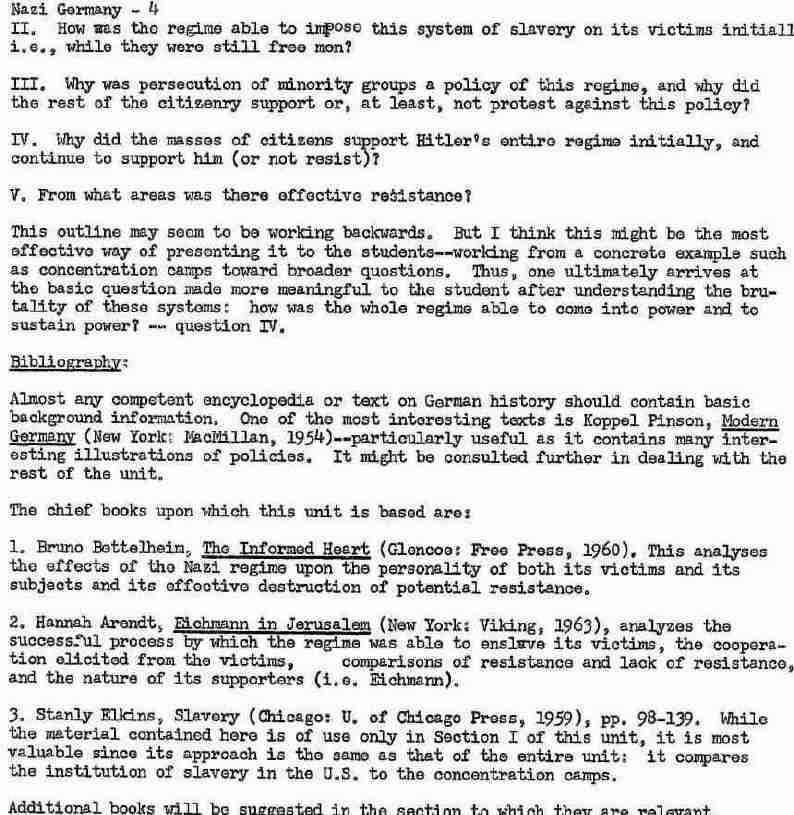 Nazi Germany - 4
II. How was the regime able to impose this system of slavery on its victims initiall
i.e., while they were still free mon?
III. Why was persecution of minority groups a policy of this regime, and why did
the rest of the citizenry support or, at least, not protest against this policy?
IV. Why did the masses of citizens support Hitler's entire regime initially, and
continue to support him (or not resist)?
V. From what areas was there effective resistance?
This outline may seem to be working backwards. But I think this might be the most
effective way of presenting it to the students--working from a concrete example such
as concentration camps toward broader questions. Thus, one ultimately arrives at
the basic question made more meaningful to the student after understanding the bru-
tality of these systems: how was the whole regime able to come into power and to
sustain power? -- question IV.
Bibliography:
Almost any competent encyclopedia or text on German history should contain basic
background information. One of the most interesting texts is Koppel Pinson, Modern
Germany (New York: MacMillan, 1954)--particularly useful as it contains many inter-
esting illustrations of policies. It might be consulted further in dealing with the
rest of the unit.
The chief books upon which this unit is based are:
1. Bruno Bettelheim, The Informed Heart (Glencoe: Free Press, 1960). This analyses
the effects of the Nazi regime upon the personality of both its victims and its
subjects and its effective destruction of potential resistance.
2. Hannah Arendt, Eichmann in Jerusalem (New York: Viking, 1963), analyzes the
successful process by which the regime was able to enslave its victims, the coopera-
tion elicited from the victims, comparisons of resistance and lack of resistance,
and the nature of its supporters (i.e. Eichmann).
3. Stanly Elkins, Slavery (Chicago: U. of Chicago Press, 1959), pp. 98-139. While
the material contained here is of use only in Section I of this unit, it is most
valuable since its approach is the same as that of the entire unit: it compares
the institution of slavery in the U.S. to the concentration camps.
Additional books will be suggested in the section to which they are relevant